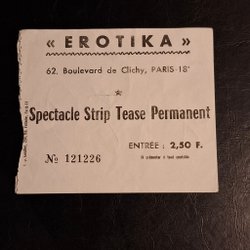 « EROTIKA »
62, Boulevard de Clichy, PARIS-18e
Spectacle Strip Tease Permanent
ENTRÉE : 2,50 F.
Nº 121226